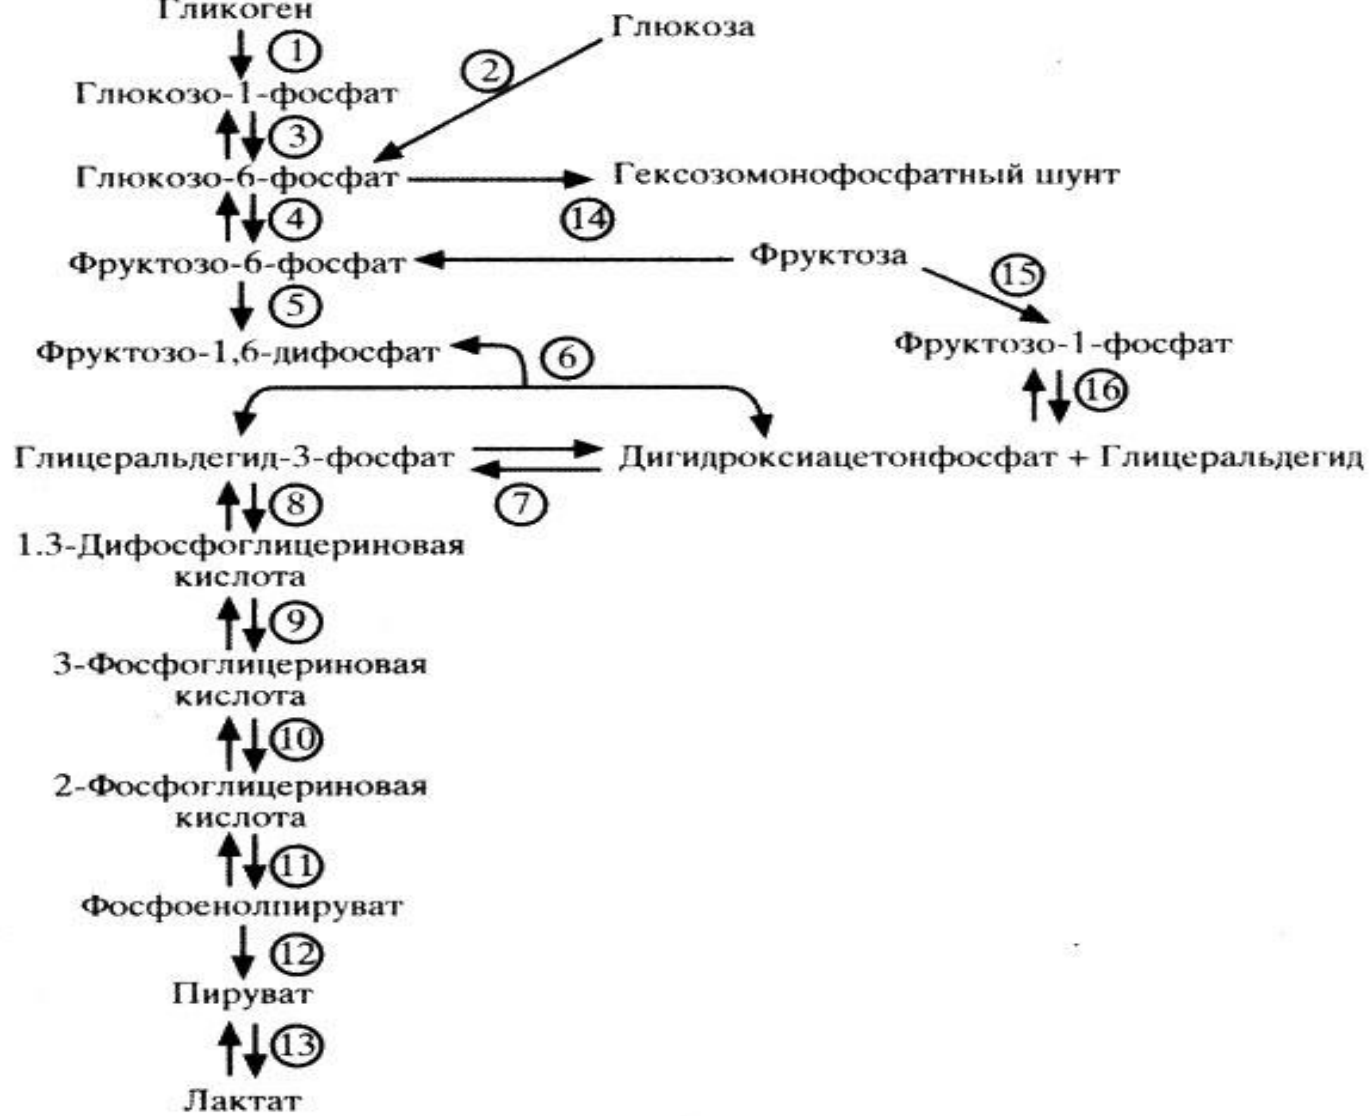 Гликоген
Глюкоза
1
2
Глюкозо-1-фосфат
3
Глюкозо-6-фосфат
Гексозомонофосфатный шунт
4
14
Фруктозо-6-фосфат
Фруктоза
15
5
Фруктозо-1,6-дифосфат
6
Фруктозо-1-фосфат
16
Глицеральдегид-3-фосфат
Дигидроксиацетонфосфат + Глицеральдегид
8
7
1.3-Дифосфоглицериновая
кислота
9
3-Фосфоглицериновая
кислота
10
2-Фосфоглицериновая
кислота
11
Фосфоенолпируват
12
Пируват
13
Лактат